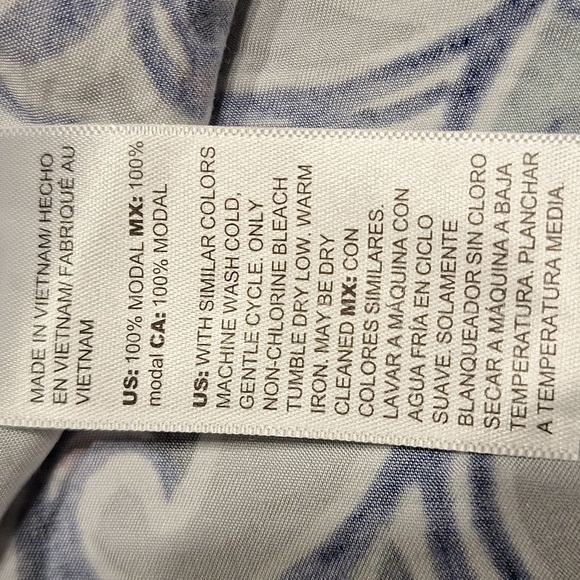 MADE IN VIETNAM/ HECHO
EN VIETNAM/ FABRIQUÉ AU
VIETNAM
US: 100% MODAL MX: 100%
modal CA: 100% MODAL
US: WITH SIMILAR COLORS
MACHINE WASH COLD,
GENTLE CYCLE. ONLY
NON-CHLORINE BLEACH
TUMBLE DRY LOW. WARM
IRON. MAY BE DRY
CLEANED MX: CON
COLORES SIMILARES.
LAVAR A MÁQUINA CON
AGUA FRÍA EN CICLO
SUAVE. SOLAMENTE
BLANQUEADOR SIN CLORO
SECAR A MÁQUINA A BAJA
TEMPERATURA. PLANCHAR
A TEMPERATURA MEDIA.